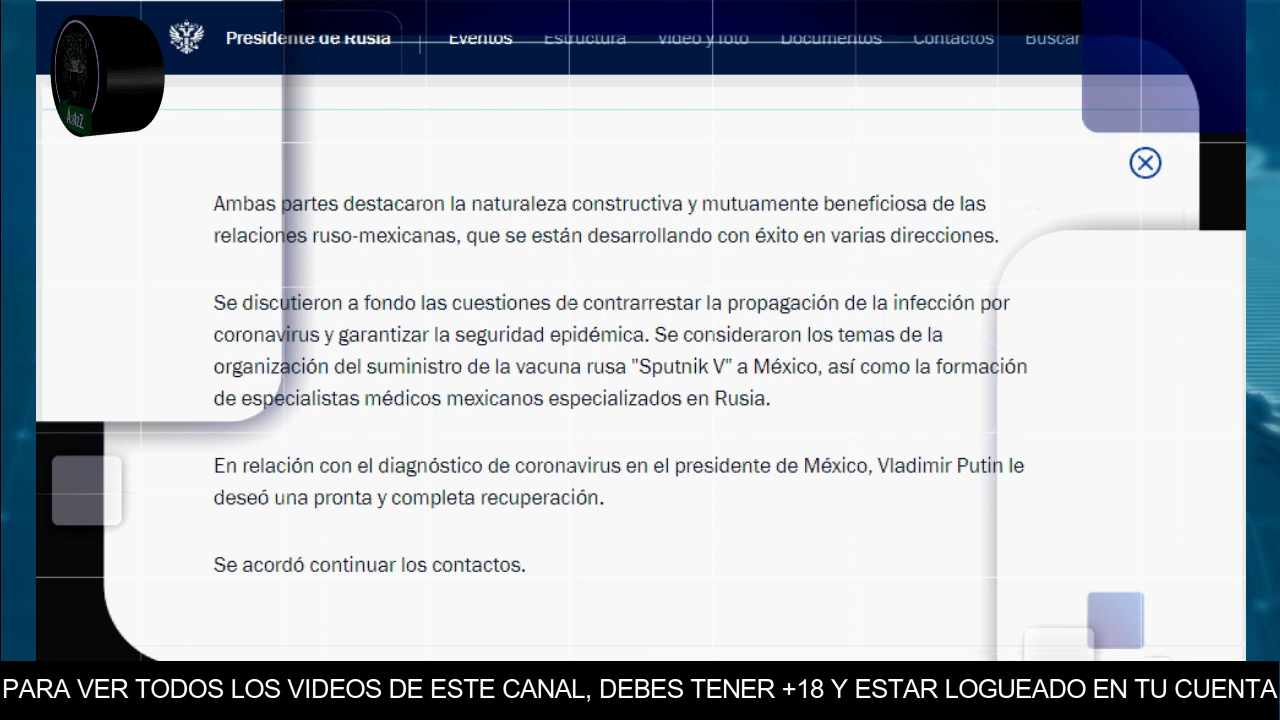 Presidente de Rusia Eventos Estructura Video y foto Documentos Contactos Buscar
Ambas partes destacaron la naturaleza constructiva y mutuamente beneficiosa de las
relaciones ruso-mexicanas, que se están desarrollando con éxito en varias direcciones.
Se discutieron a fondo las cuestiones de contrarrestar la propagación de la infección por
coronavirus y garantizar la seguridad epidémica. Se consideraron los temas de la
organización del suministro de la vacuna rusa "Sputnik V" a México, así como la formación
de especialistas médicos mexicanos especializados en Rusia.
En relación con el diagnóstico de coronavirus en el presidente de México, Vladimir Putin le
deseó una pronta y completa recuperación.
Se acordó continuar los contactos.
PARA VER TODOS LOS VIDEOS DE ESTE CANAL, DEBES TENER +18 Y ESTAR LOGUEADO EN TU CUENTA